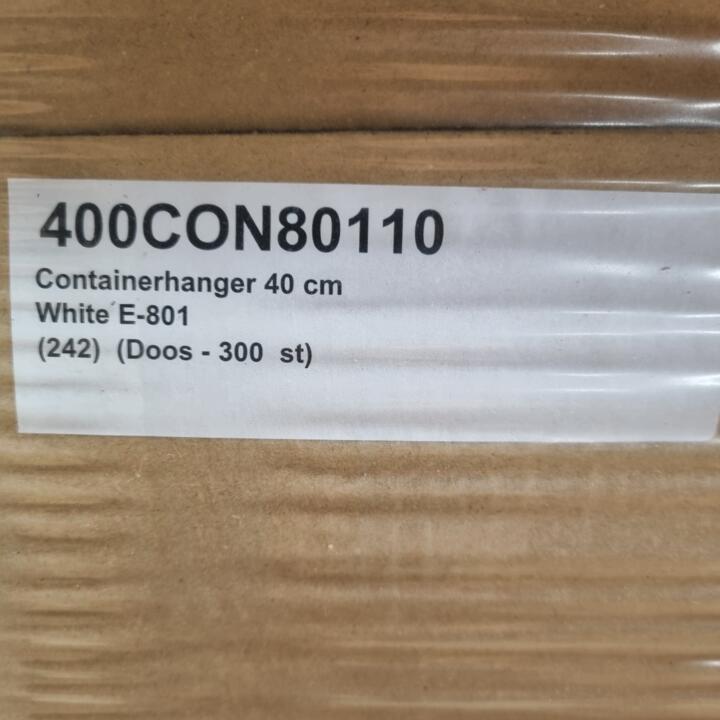 400CON80110
Containerhanger 40 cm
White E-801
(242) (Doos - 300 st)